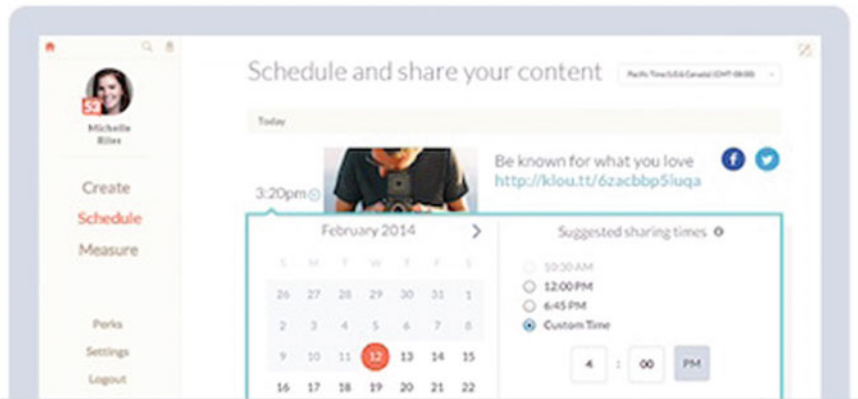 53
Michelle
Riles
Create
Schedule
Measure
Perks
Settings
Logout
Schedule and share your content
Pacific Time (US & Canada) (GMT-08:00)
Today
3:20pm
Be known for what you love
http://klou.tt/6zacbbp5iuqa
February 2014
S M T W T F S
26 27 28 29 30 31 1
2 3 4 5 6 7 8
9 10 11 12 13 14 15
16 17 18 19 20 21 22
Suggested sharing times
10:30 AM
12:00 PM
6:45 PM
Custom Time
4 : 00 PM